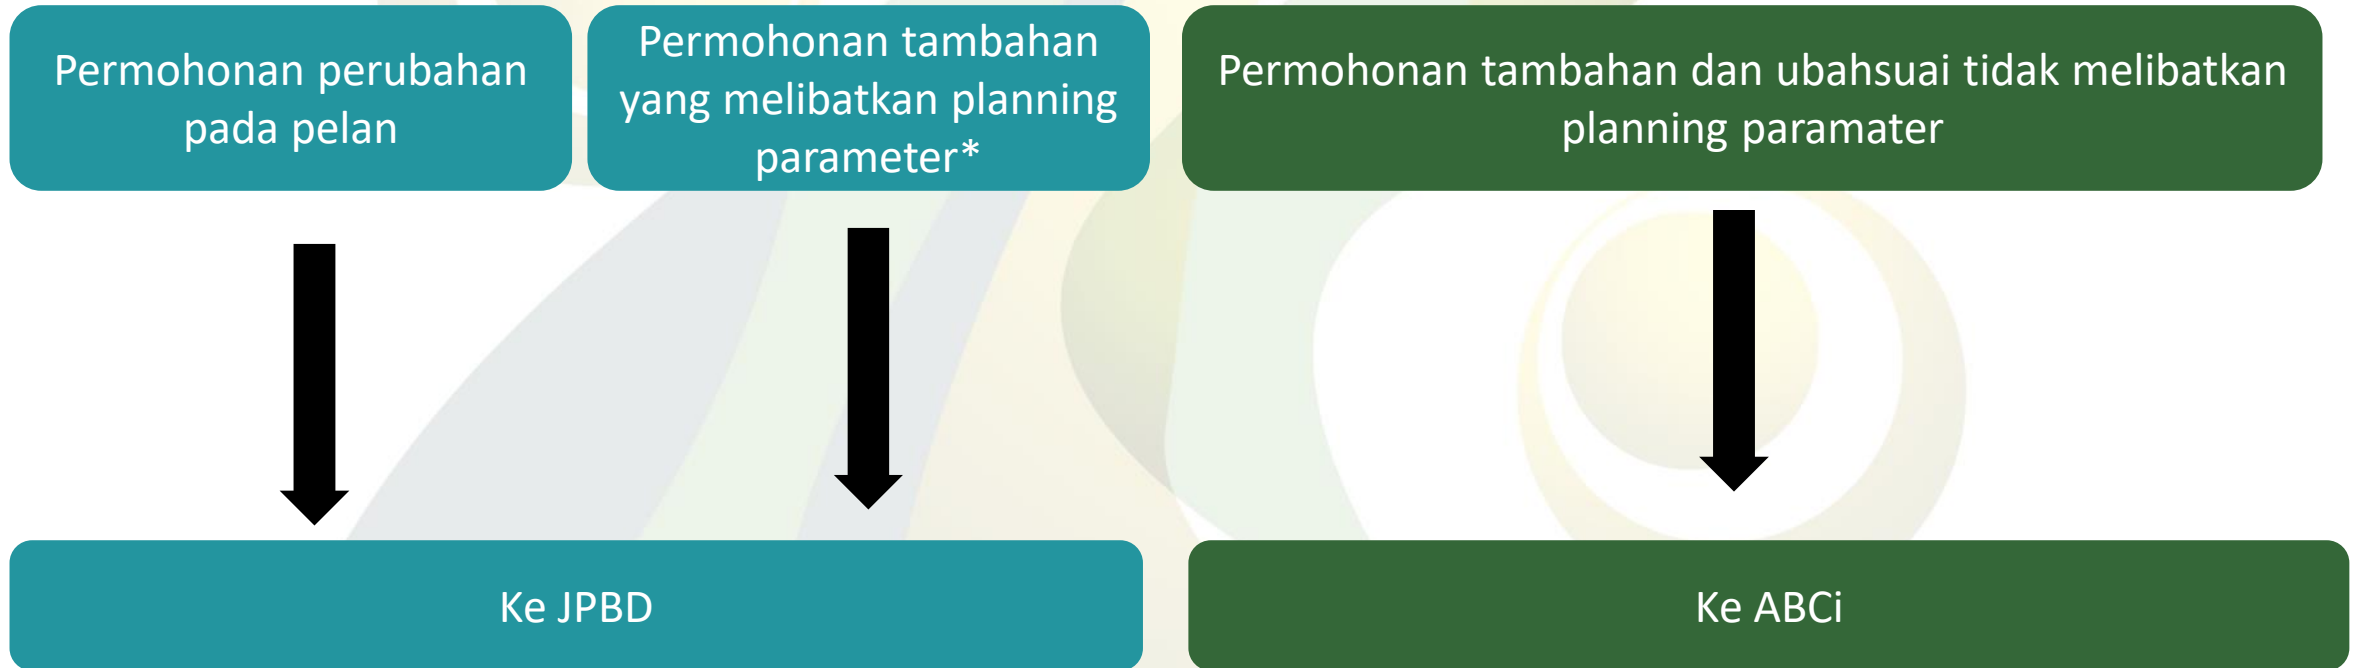 Permohonan perubahan
pada pelan
Permohonan tambahan
yang melibatkan planning
parameter*
Permohonan tambahan dan ubahsuai tidak melibatkan
planning paramater
Ke JPBD
Ke ABCi